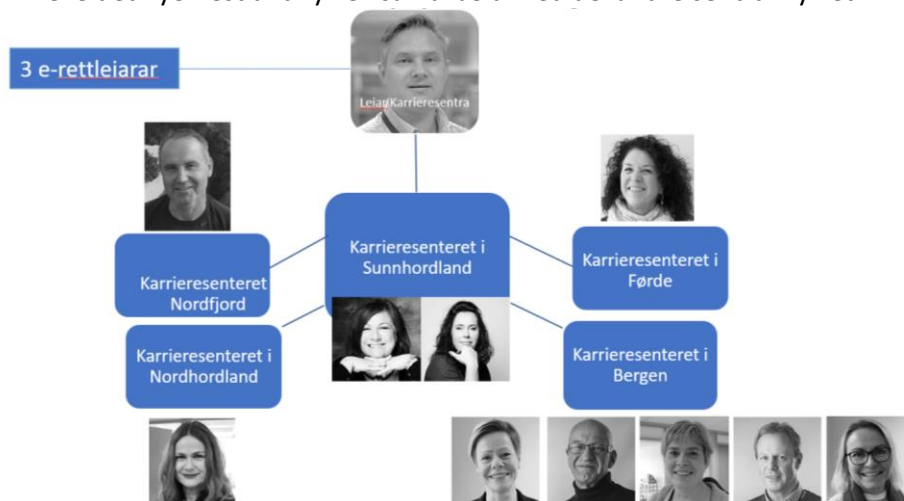 3 e-rettleiarar
Leiar Karrieresentra
Karrieresenteret i
Sunnhordland
Karrieresenteret i
Førde
Karrieresenteret
Nordfjord
Karrieresenteret i
Nordhordland
Karrieresenteret i
Bergen